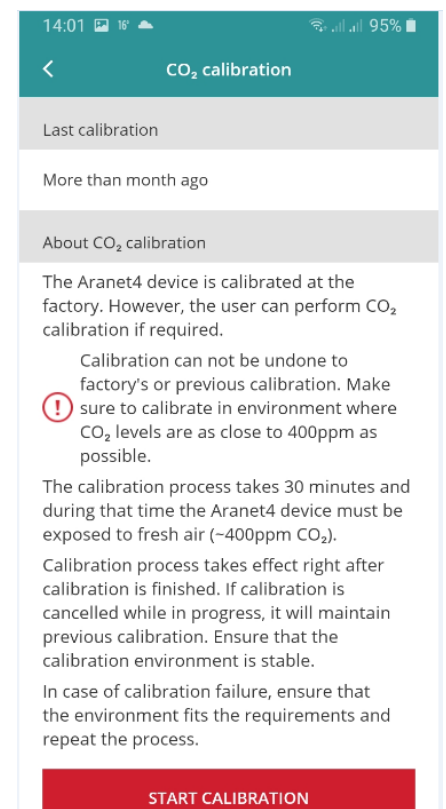 14:01 16° 95%
CO₂ calibration
Last calibration
More than month ago
About CO₂ calibration
The Aranet4 device is calibrated at the
factory. However, the user can perform CO₂
calibration if required.
Calibration can not be undone to
factory's or previous calibration. Make
sure to calibrate in environment where
CO₂ levels are as close to 400ppm as
possible.
The calibration process takes 30 minutes and
during that time the Aranet4 device must be
exposed to fresh air (~400ppm CO₂).
Calibration process takes effect right after
calibration is finished. If calibration is
cancelled while in progress, it will maintain
previous calibration. Ensure that the
calibration environment is stable.
In case of calibration failure, ensure that
the environment fits the requirements and
repeat the process.
START CALIBRATION